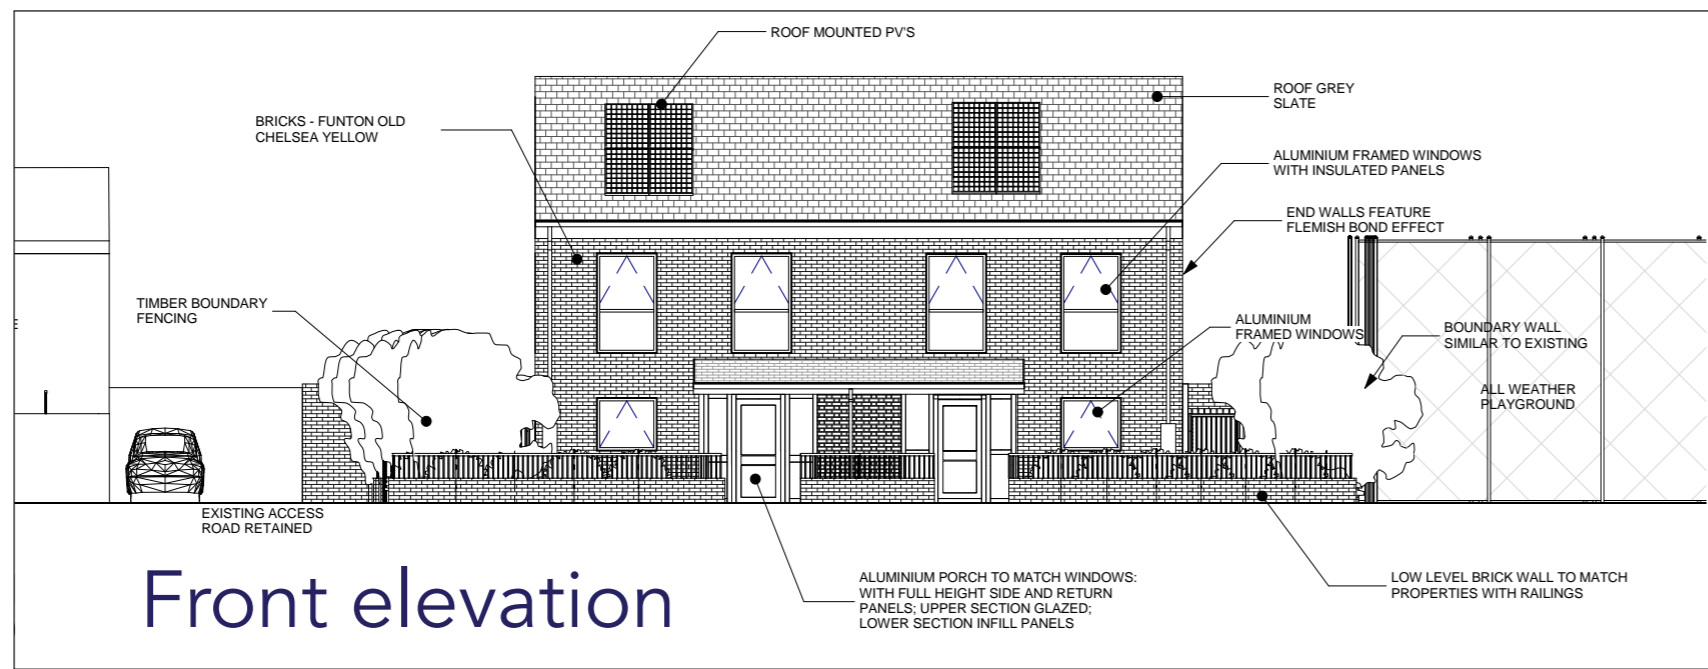 ROOF MOUNTED PV'S
ROOF GREY
SLATE
BRICKS - FUNTON OLD
CHELSEA YELLOW
ALUMINIUM FRAMED WINDOWS
WITH INSULATED PANELS
END WALLS FEATURE
FLEMISH BOND EFFECT
TIMBER BOUNDARY
FENCING
ALUMINIUM
FRAMED WINDOWS
BOUNDARY WALL
SIMILAR TO EXISTING
ALL WEATHER
PLAYGROUND
EXISTING ACCESS
ROAD RETAINED
ALUMINIUM PORCH TO MATCH WINDOWS:
WITH FULL HEIGHT SIDE AND RETURN
PANELS; UPPER SECTION GLAZED;
LOWER SECTION INFILL PANELS
LOW LEVEL BRICK WALL TO MATCH
PROPERTIES WITH RAILINGS
Front elevation